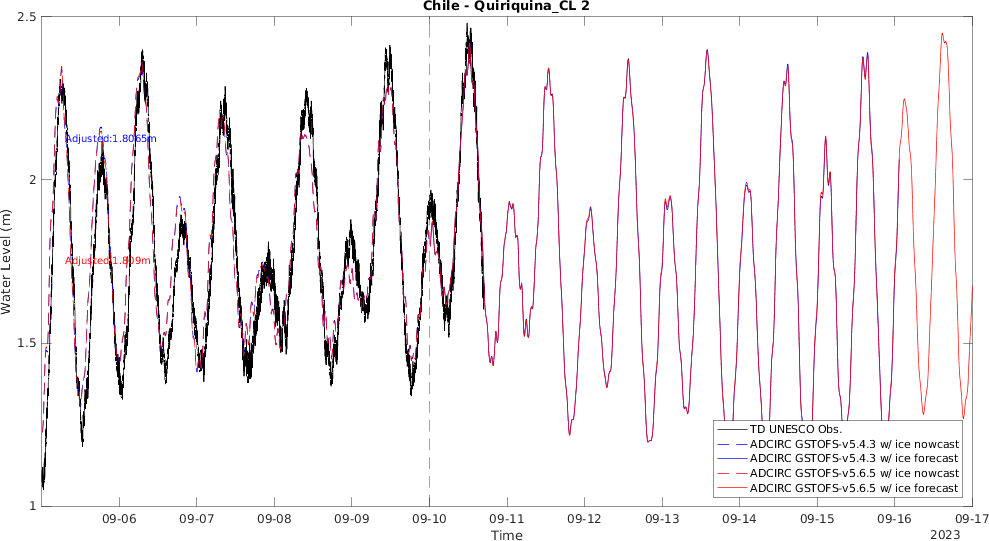 Chile - Quiriquina_CL 2
2.5
2
1.5
1
Water Level (m)
Adjusted:1.8065m
Adjusted:1.809m
TD UNESCO Obs.
ADCIRC GSTOFS-v5.4.3 w/ ice nowcast
ADCIRC GSTOFS-v5.4.3 w/ ice forecast
ADCIRC GSTOFS-v5.6.5 w/ ice nowcast
ADCIRC GSTOFS-v5.6.5 w/ ice forecast
09-06 09-07 09-08 09-09 09-10 09-11 09-12 09-13 09-14 09-15 09-16 09-17
Time
2023